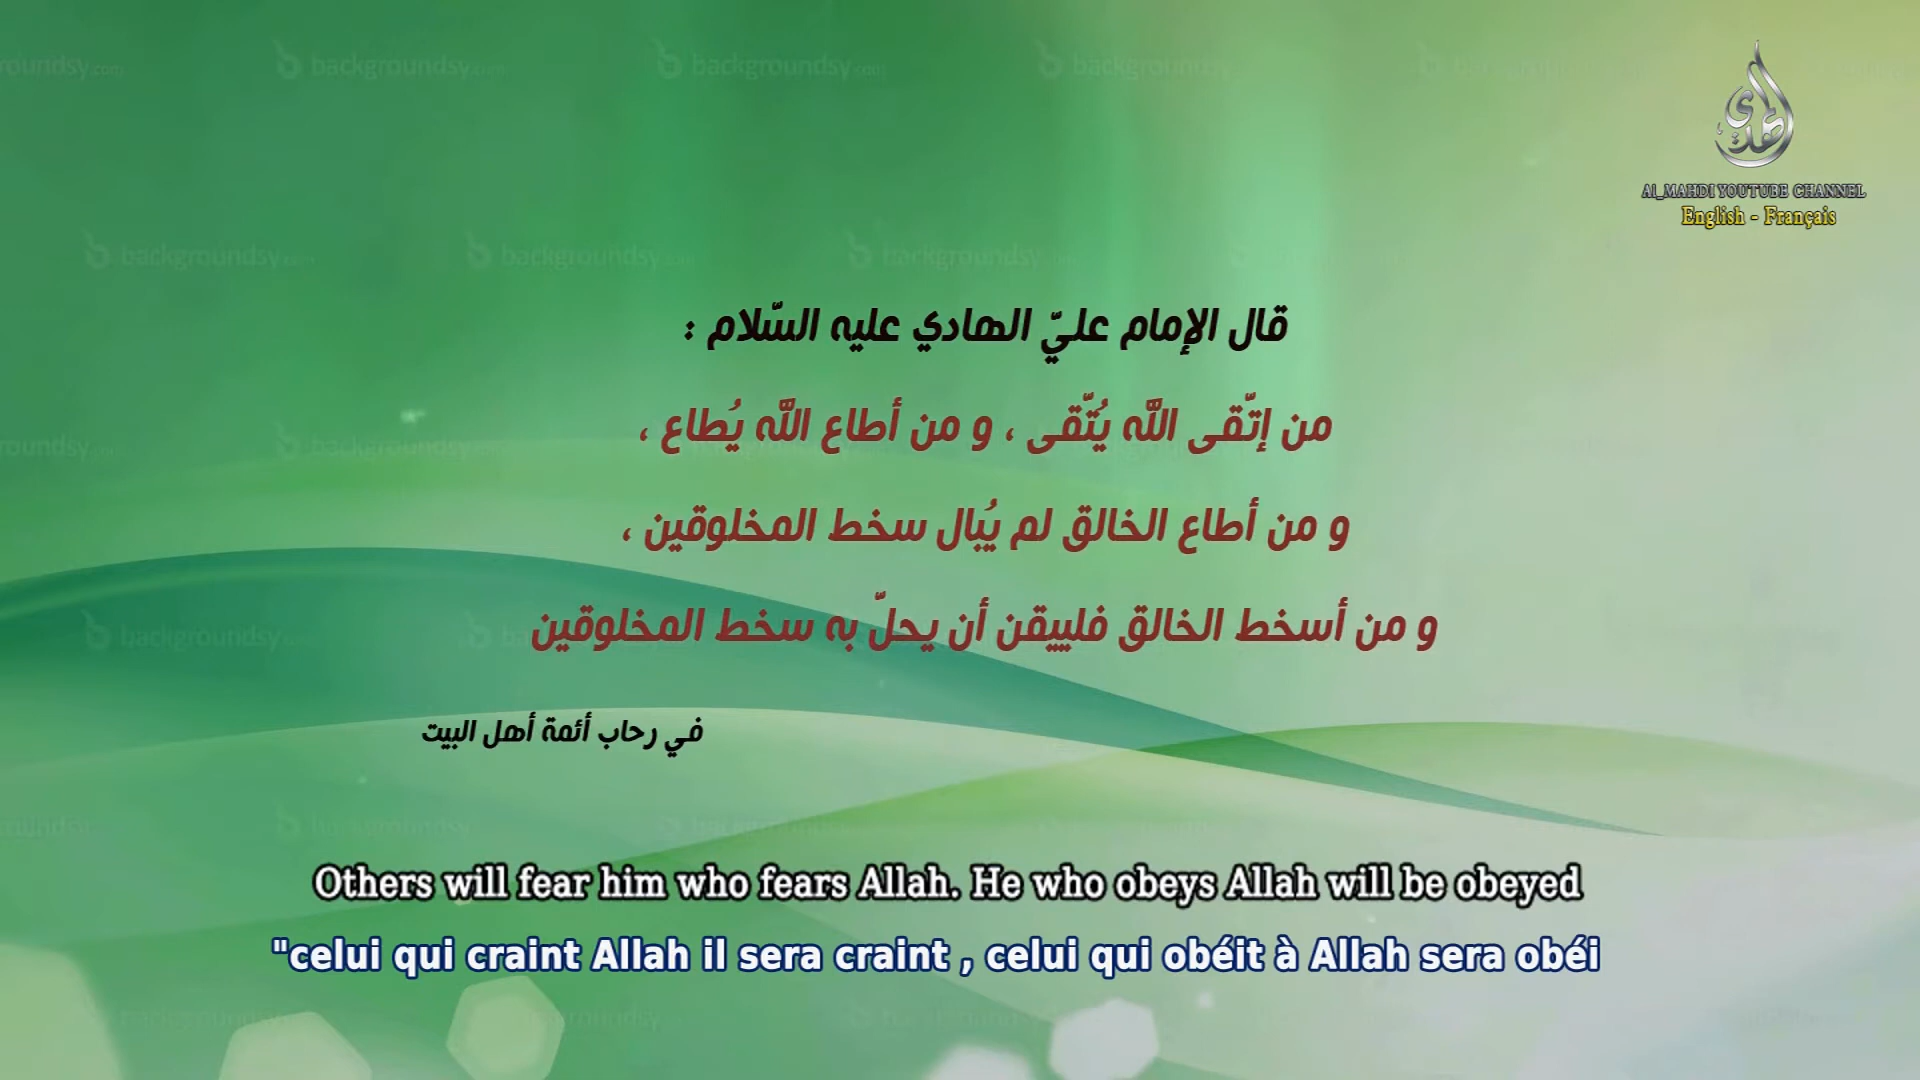 Al_MAHDI YOUTUBE CHANNEL
English - Français
قال الإمام عليّ الهادي عليه السّلام :
من إتّقى اللّه يُتّقى ، و من أطاع اللّه يُطاع ،
و من أطاع الخالق لم يُبال سخط المخلوقين ،
و من أسخط الخالق فلييقن أن يحلّ به سخط المخلوقين
في رحاب أئمة أهل البيت
Others will fear him who fears Allah. He who obeys Allah will be obeyed
"celui qui craint Allah il sera craint , celui qui obéit à Allah sera obéi
backgroundsy.com